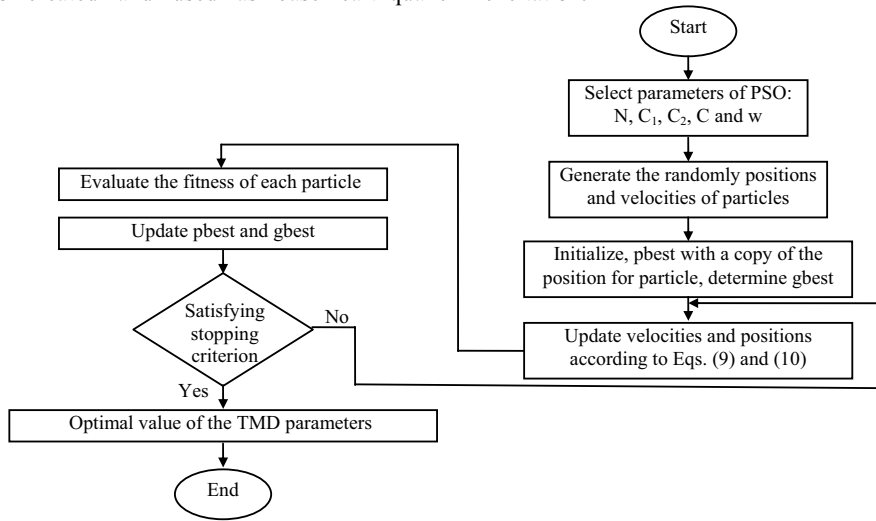 Start
Select parameters of PSO:
N, C₁, C₂, C and w
Generate the randomly positions
and velocities of particles
Initialize, pbest with a copy of the
position for particle, determine gbest
Update velocities and positions
according to Eqs. (9) and (10)
Evaluate the fitness of each particle
Update pbest and gbest
Satisfying
stopping
criterion
No
Yes
Optimal value of the TMD parameters
End